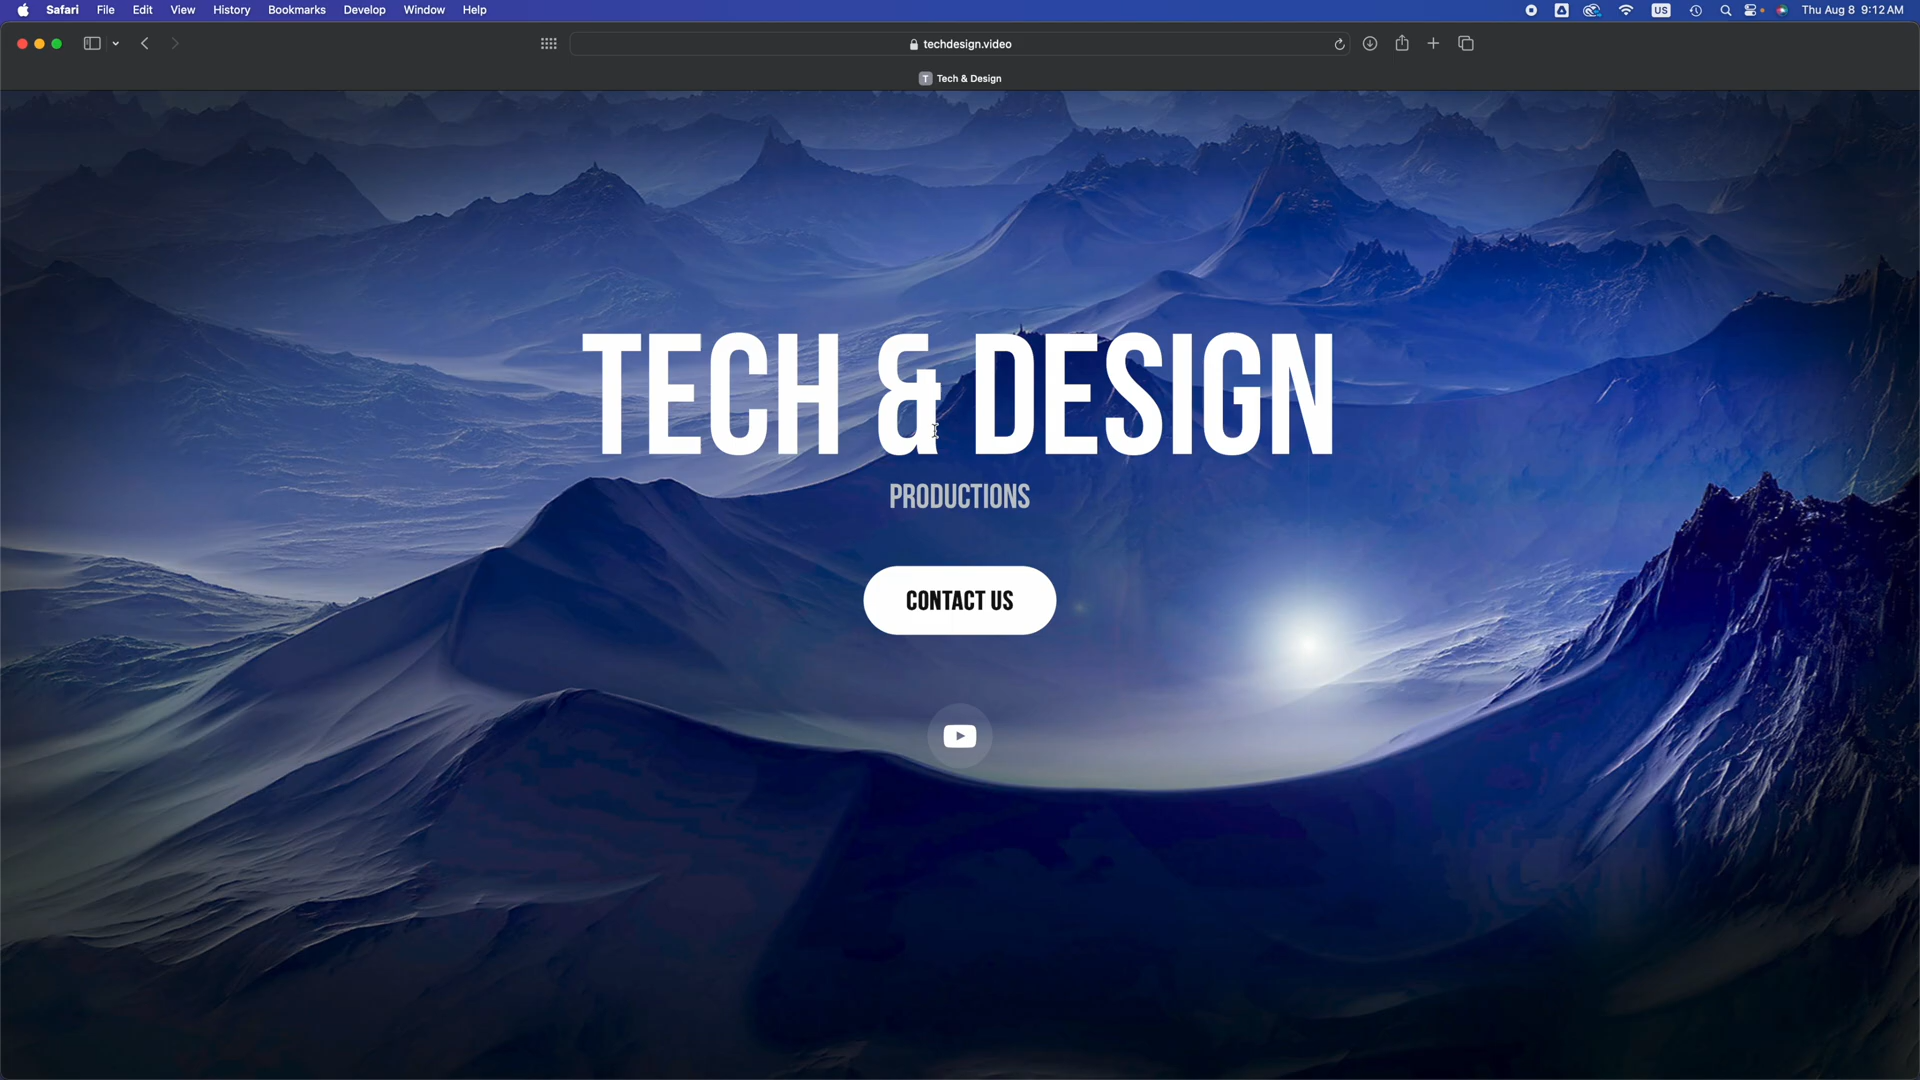 Safari File Edit View History Bookmarks Develop Window Help US Thu Aug 8 9:12 AM
techdesign.video
T Tech & Design
TECH & DESIGN
PRODUCTIONS
CONTACT US